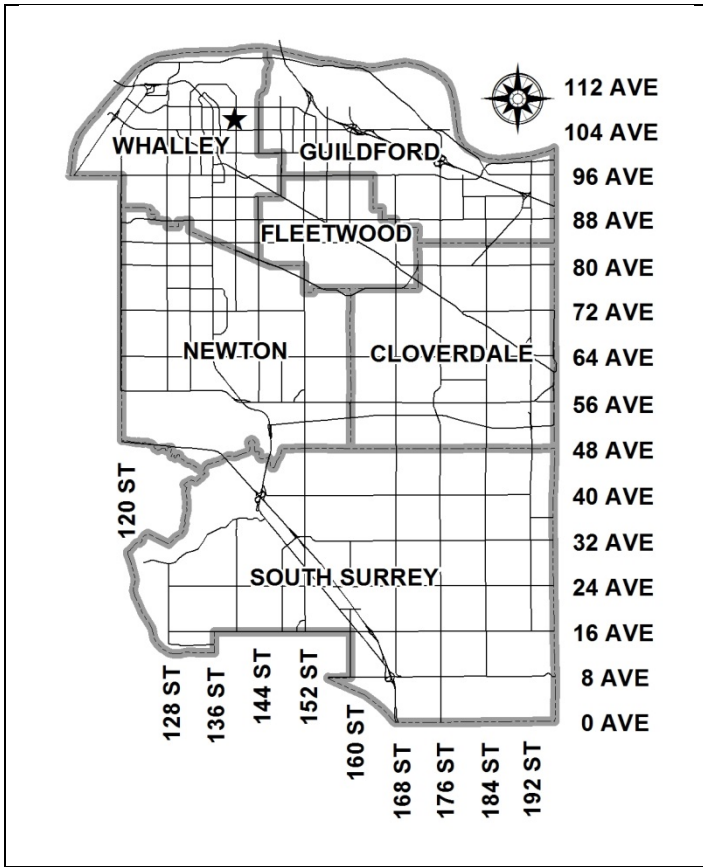 112 AVE
104 AVE
WHALLEY
GUILDFORD
96 AVE
88 AVE
FLEETWOOD
80 AVE
72 AVE
NEWTON
CLOVERDALE
64 AVE
56 AVE
48 AVE
120 ST
40 AVE
32 AVE
SOUTH SURREY
24 AVE
16 AVE
128 ST
136 ST
144 ST
152 ST
160 ST
8 AVE
0 AVE
168 ST
176 ST
184 ST
192 ST